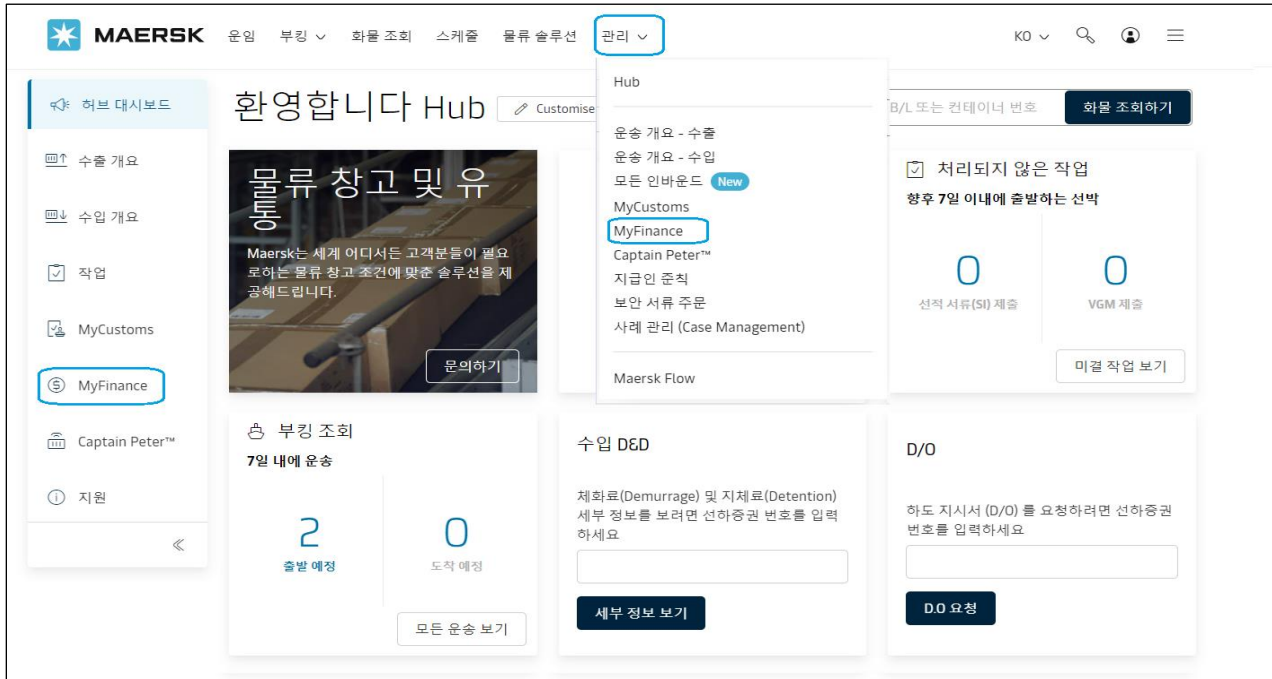 MAERSK
운임
부킹
화물 조회
스케줄
물류 솔루션
관리
KO
허브 대시보드
수출 개요
수입 개요
작업
MyCustoms
MyFinance
Captain Peter™
지원
환영합니다 Hub
Customise
B/L 또는 컨테이너 번호
화물 조회하기
Hub
운송 개요 - 수출
운송 개요 - 수입
모든 인바운드 New
MyCustoms
MyFinance
Captain Peter™
지급인 준칙
보안 서류 주문
사례 관리 (Case Management)
Maersk Flow
물류 창고 및 유
통
Maersk는 세계 어디서든 고객분들이 필요
로하는 물류 창고 조건에 맞춘 솔루션을 제
공해드립니다.
문의하기
처리되지 않은 작업
향후 7일 이내에 출발하는 선박
0
선적 서류(SI) 제출
0
VGM 제출
미결 작업 보기
부킹 조회
7일 내에 운송
2
출발 예정
0
도착 예정
모든 운송 보기
수입 D&D
체화료(Demurrage) 및 지체료(Detention)
세부 정보를 보려면 선하증권 번호를 입력
하세요
세부 정보 보기
D/O
하도 지시서 (D/O) 를 요청하려면 선하증권
번호를 입력하세요
D.O 요청